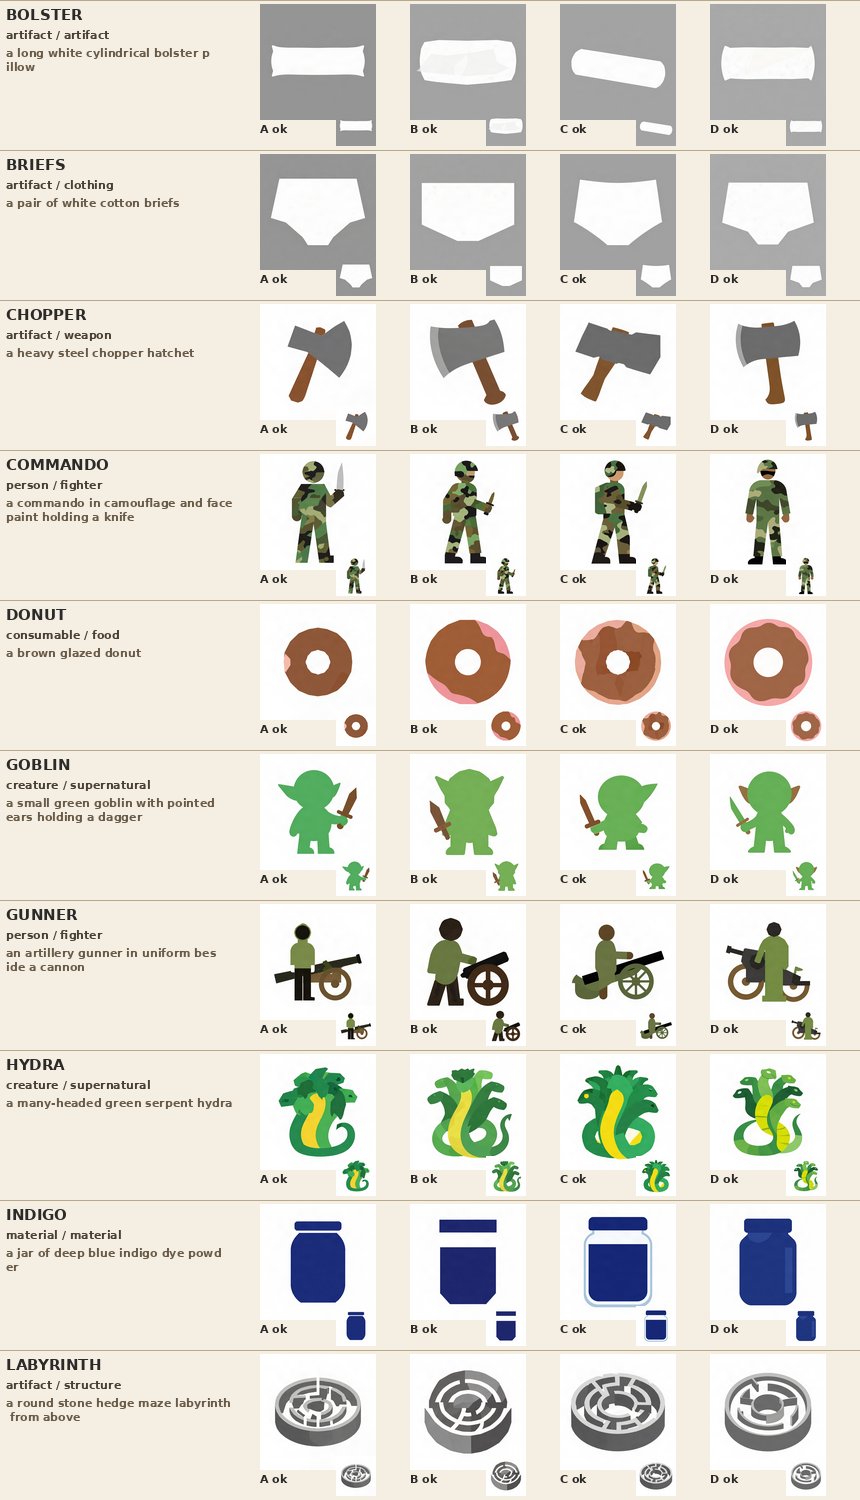 BOLSTER
artifact / artifact
a long white cylindrical bolster p
illow
A ok
B ok
C ok
D ok
BRIEFS
artifact / clothing
a pair of white cotton briefs
A ok
B ok
C ok
D ok
CHOPPER
artifact / weapon
a heavy steel chopper hatchet
A ok
B ok
C ok
D ok
COMMANDO
person / fighter
a commando in camouflage and face
paint holding a knife
A ok
B ok
C ok
D ok
DONUT
consumable / food
a brown glazed donut
A ok
B ok
C ok
D ok
GOBLIN
creature / supernatural
a small green goblin with pointed
ears holding a dagger
A ok
B ok
C ok
D ok
GUNNER
person / fighter
an artillery gunner in uniform bes
ide a cannon
A ok
B ok
C ok
D ok
HYDRA
creature / supernatural
a many-headed green serpent hydra
A ok
B ok
C ok
D ok
INDIGO
material / material
a jar of deep blue indigo dye powd
er
A ok
B ok
C ok
D ok
LABYRINTH
artifact / structure
a round stone hedge maze labyrinth
from above
A ok
B ok
C ok
D ok